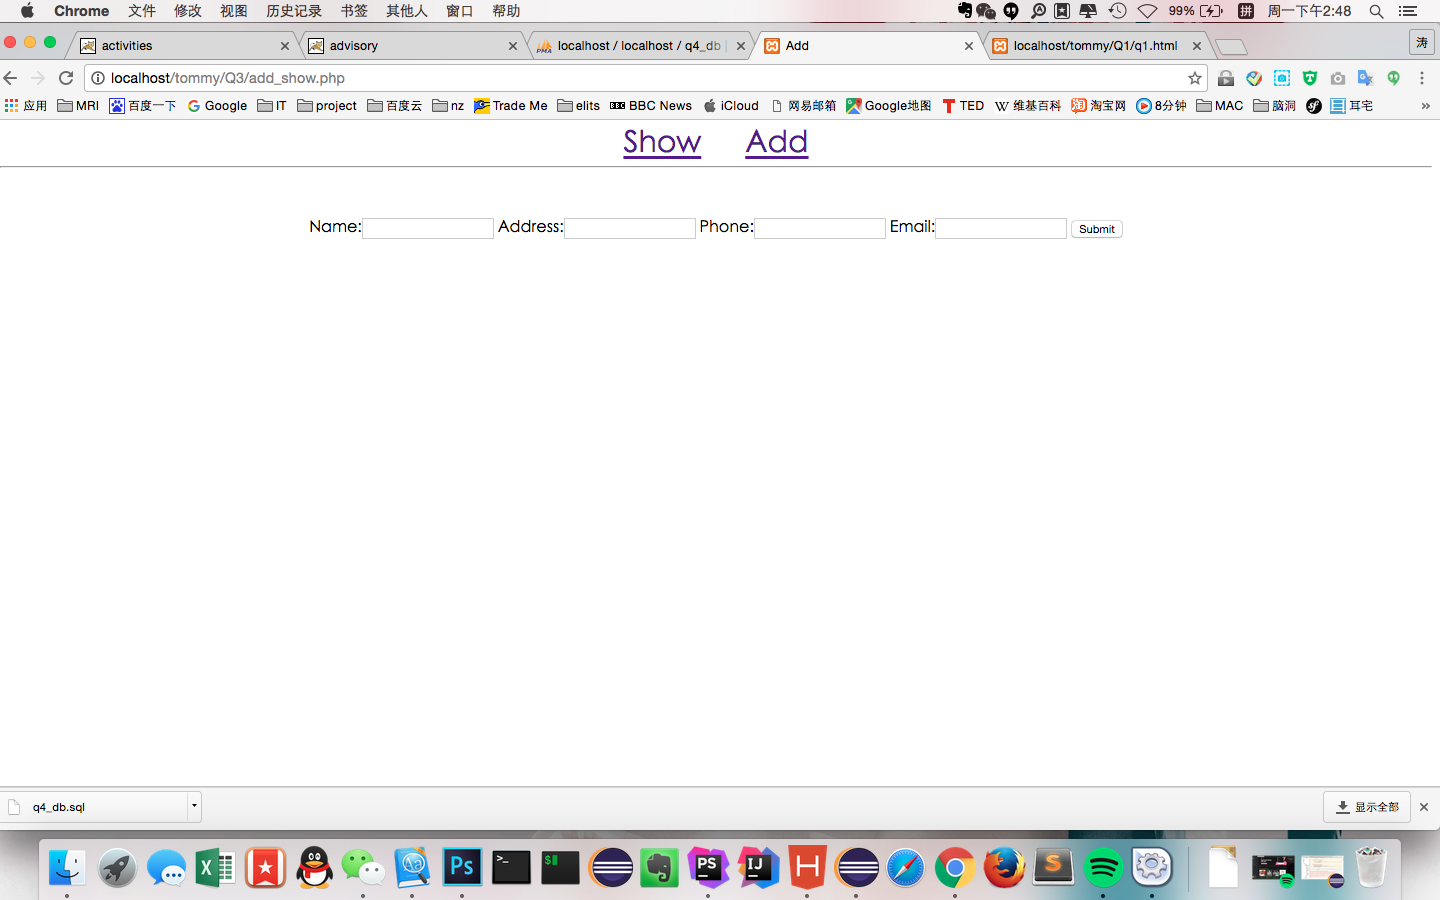 Chrome 文件 修改 视图 历史记录 书签 其他人 窗口 帮助 99% 拼 周一下午2:48
activities advisory localhost / localhost / q4_db Add localhost/tommy/Q1/q1.html 涛
localhost/tommy/Q3/add_show.php
应用 MRI 百度一下 Google IT project 百度云 nz Trade Me elits BBC News iCloud 网易邮箱 Google地图 TED 维基百科 淘宝网 8分钟 MAC 脑洞 耳宅 »
Show Add
Name: Address: Phone: Email: Submit
q4_db.sql 显示全部